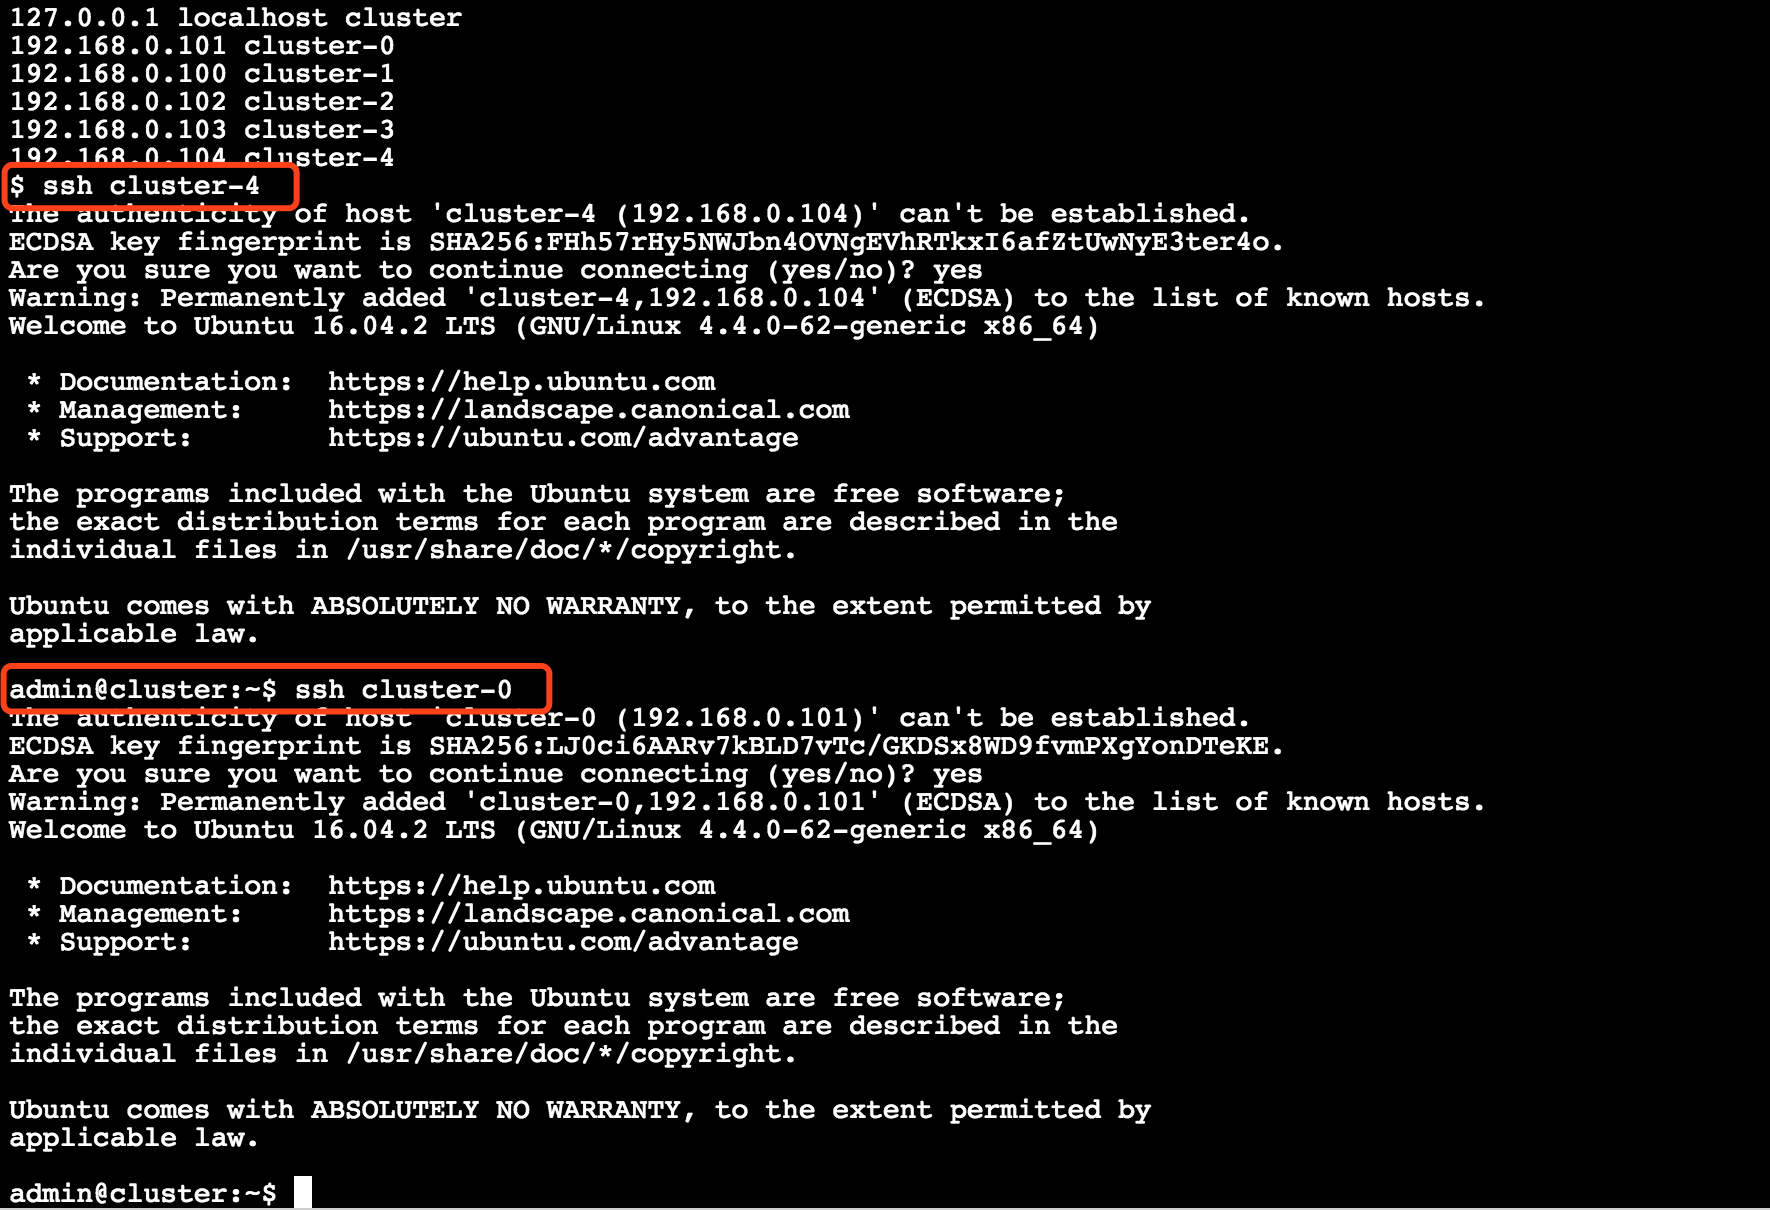 127.0.0.1 localhost cluster
192.168.0.101 cluster-0
192.168.0.100 cluster-1
192.168.0.102 cluster-2
192.168.0.103 cluster-3
192.168.0.104 cluster-4
$ ssh cluster-4
The authenticity of host 'cluster-4 (192.168.0.104)' can't be established.
ECDSA key fingerprint is SHA256:FHh57rHy5NWJbn4OVNgEVhRTkxI6afZtUwNyE3ter4o.
Are you sure you want to continue connecting (yes/no)? yes
Warning: Permanently added 'cluster-4,192.168.0.104' (ECDSA) to the list of known hosts.
Welcome to Ubuntu 16.04.2 LTS (GNU/Linux 4.4.0-62-generic x86_64)
* Documentation:  https://help.ubuntu.com
* Management:     https://landscape.canonical.com
* Support:        https://ubuntu.com/advantage
The programs included with the Ubuntu system are free software;
the exact distribution terms for each program are described in the
individual files in /usr/share/doc/*/copyright.
Ubuntu comes with ABSOLUTELY NO WARRANTY, to the extent permitted by
applicable law.
admin@cluster:~$ ssh cluster-0
The authenticity of host 'cluster-0 (192.168.0.101)' can't be established.
ECDSA key fingerprint is SHA256:LJ0ci6AARv7kBLD7vTc/GKDSx8WD9fvmPXgYonDTeKE.
Are you sure you want to continue connecting (yes/no)? yes
Warning: Permanently added 'cluster-0,192.168.0.101' (ECDSA) to the list of known hosts.
Welcome to Ubuntu 16.04.2 LTS (GNU/Linux 4.4.0-62-generic x86_64)
* Documentation:  https://help.ubuntu.com
* Management:     https://landscape.canonical.com
* Support:        https://ubuntu.com/advantage
The programs included with the Ubuntu system are free software;
the exact distribution terms for each program are described in the
individual files in /usr/share/doc/*/copyright.
Ubuntu comes with ABSOLUTELY NO WARRANTY, to the extent permitted by
applicable law.
admin@cluster:~$